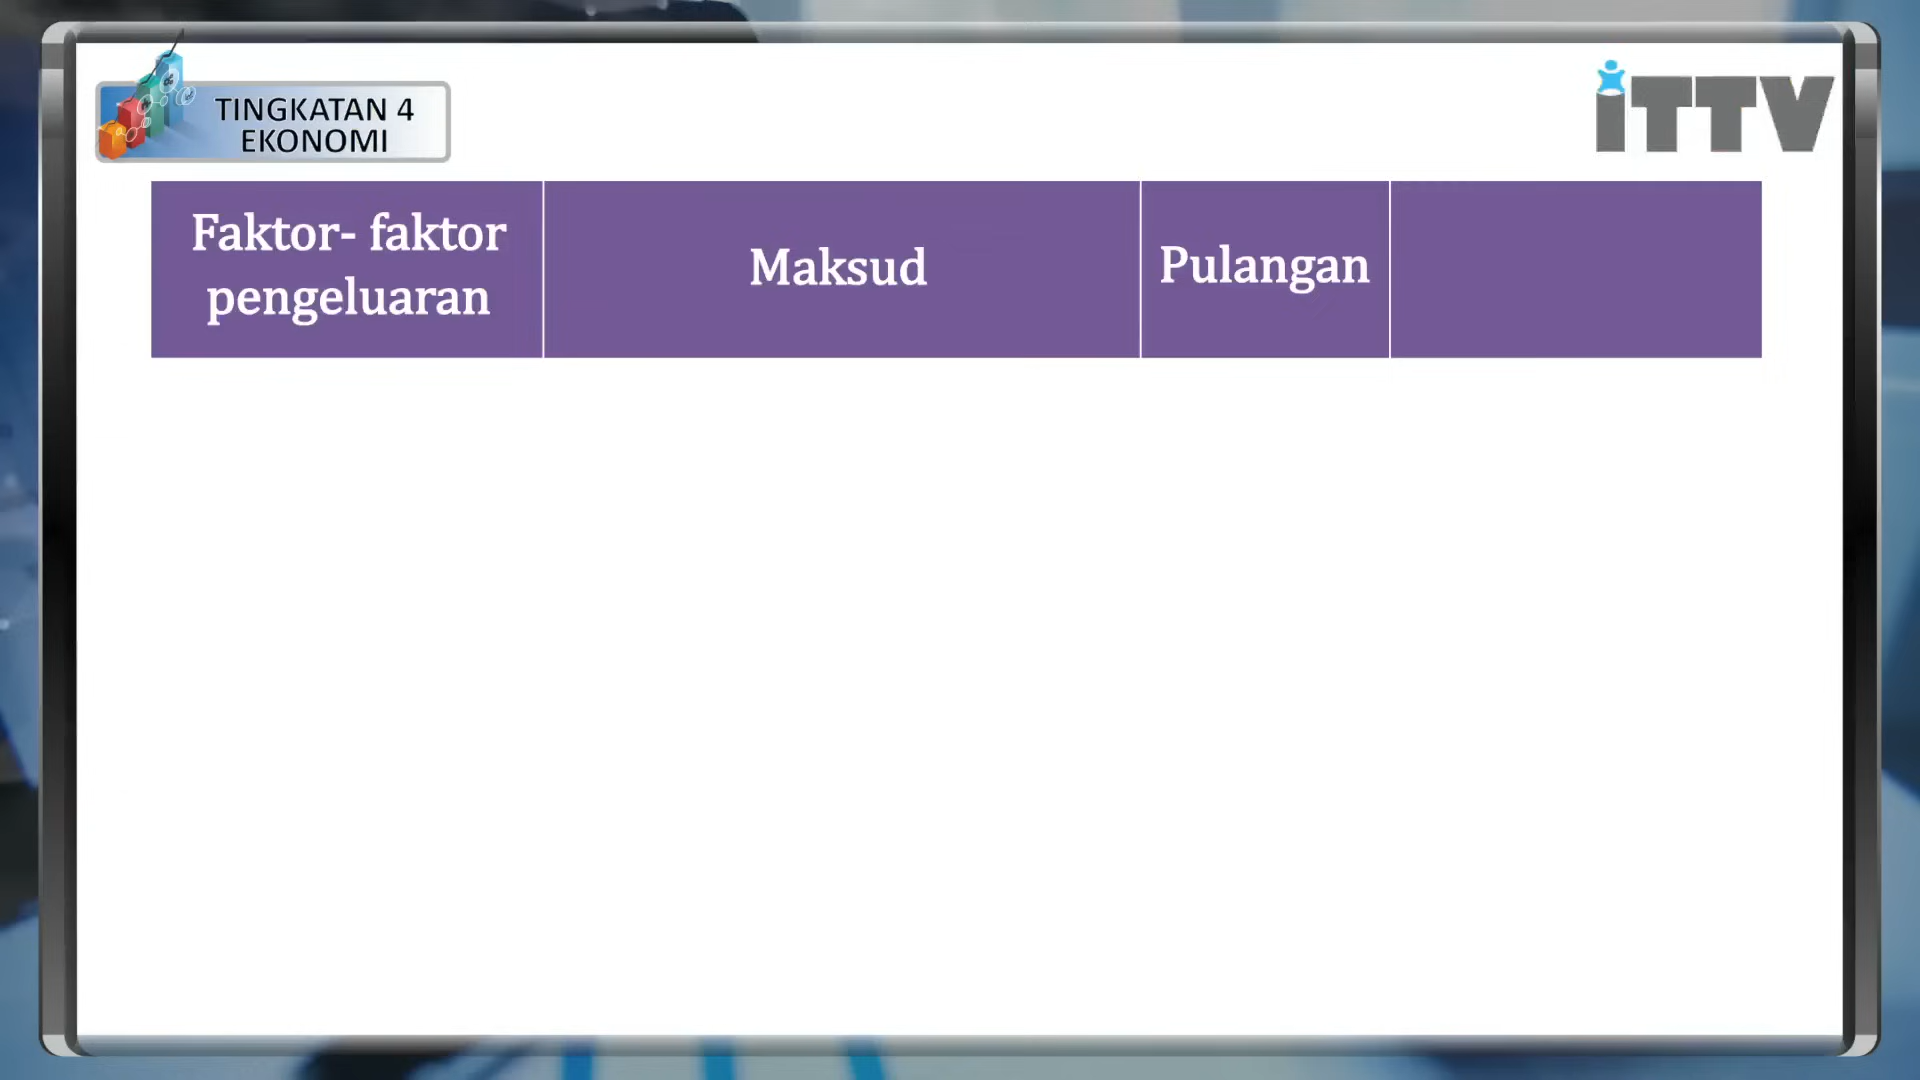 TINGKATAN 4
EKONOMI
iTTV
Faktor- faktor
pengeluaran
Maksud
Pulangan